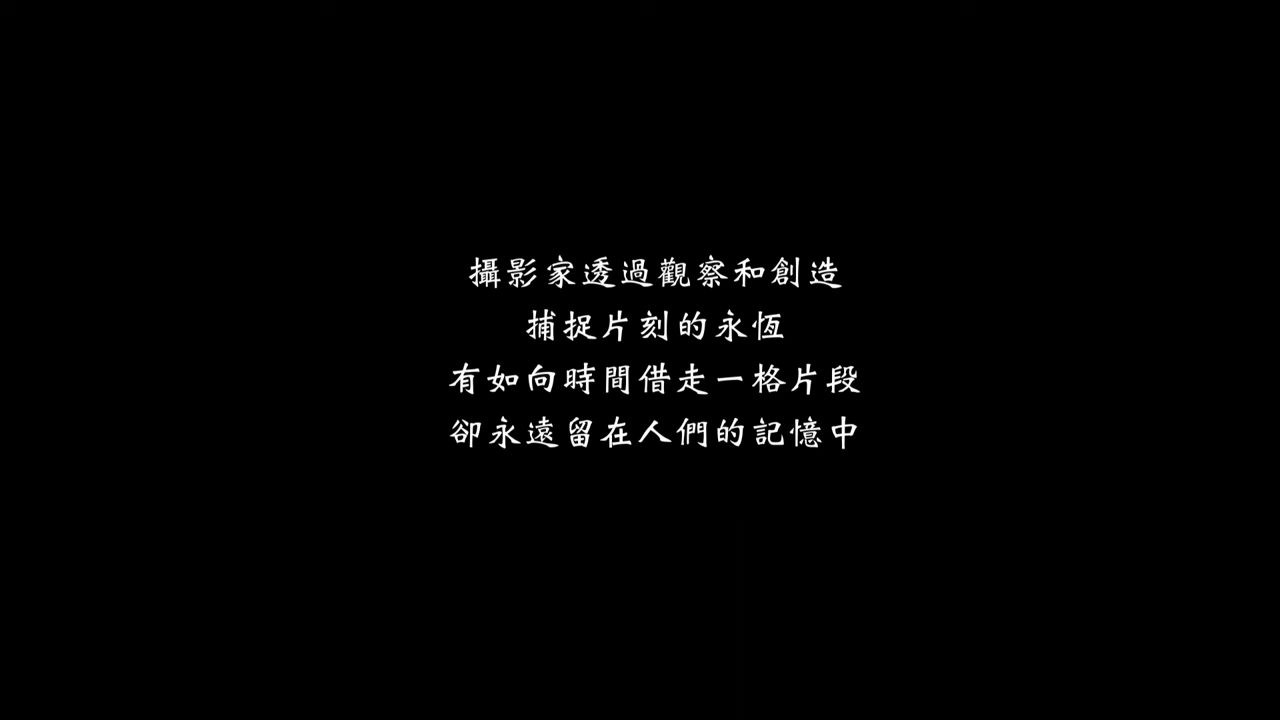 攝影家透過觀察和創造
捕捉片刻的永恆
有如向時間借走一格片段
卻永遠留在人們的記憶中